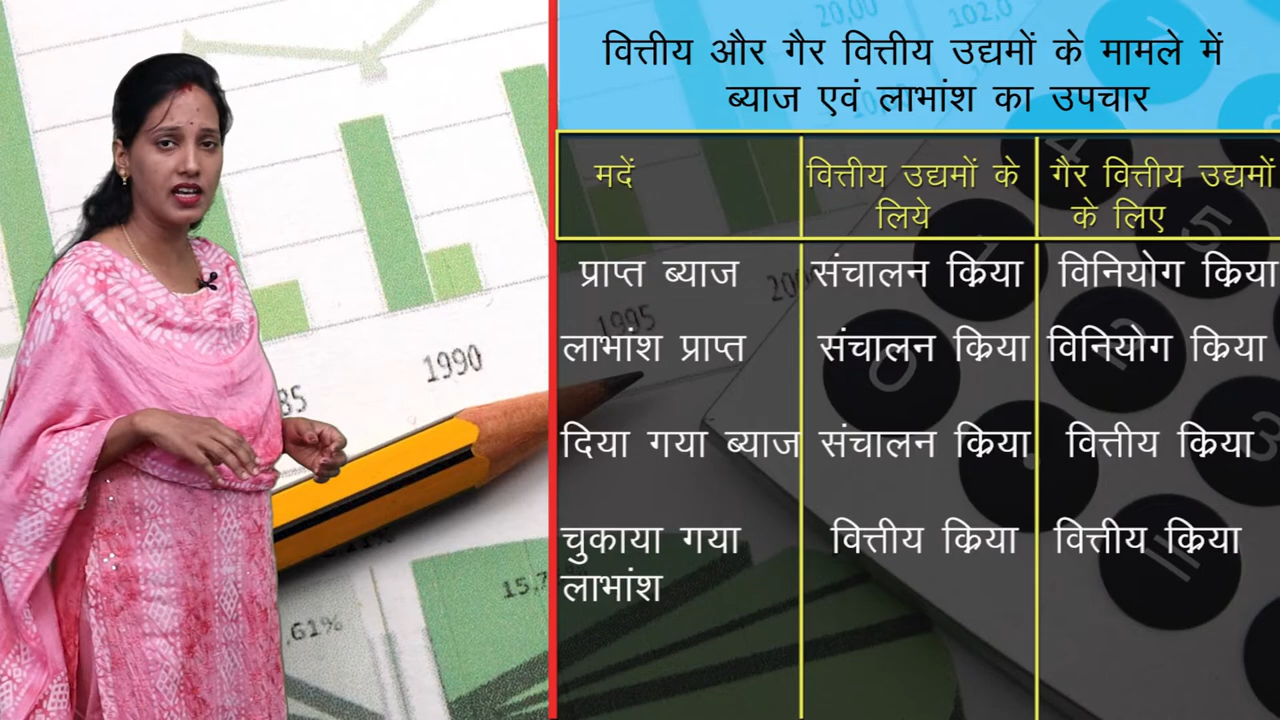 वित्तीय और गैर वित्तीय उद्यमों के मामले में
ब्याज एवं लाभांश का उपचार
मदें
वित्तीय उद्यमों के
लिये
गैर वित्तीय उद्यमों
के लिए
प्राप्त ब्याज संचालन क्रिया विनियोग क्रिया
लाभांश प्राप्त संचालन क्रिया विनियोग क्रिया
दिया गया ब्याज संचालन क्रिया वित्तीय क्रिया
चुकाया गया वित्तीय क्रिया वित्तीय क्रिया
लाभांश
20,00
102,0
1995
1990
85
15,7
,61%